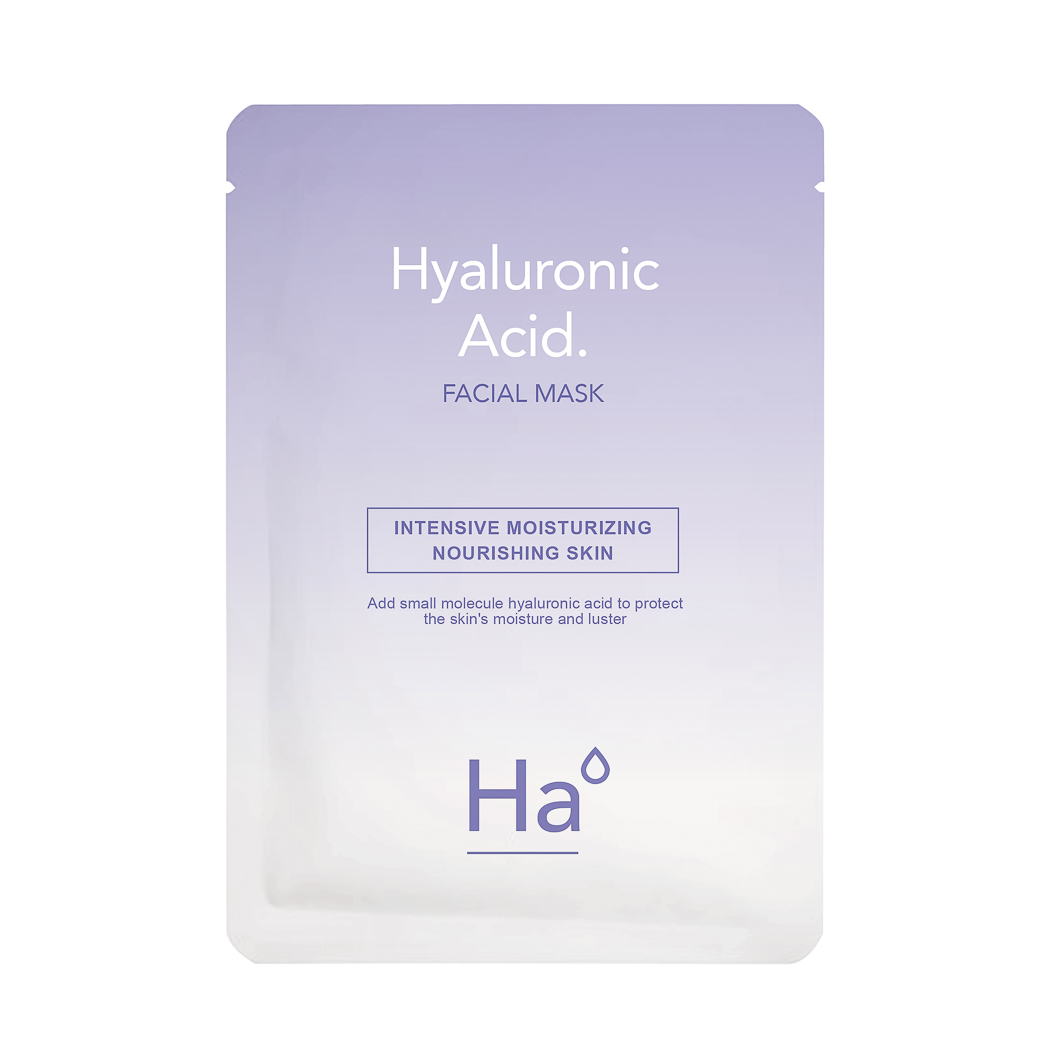 Hyaluronic
Acid.
FACIAL MASK
INTENSIVE MOISTURIZING
NOURISHING SKIN
Add small molecule hyaluronic acid to protect
the skin's moisture and luster
Ha